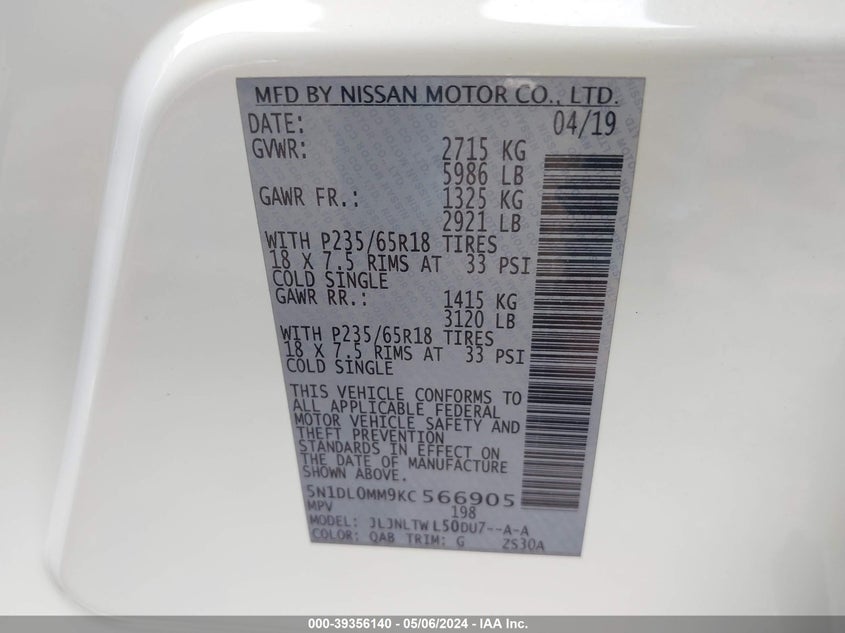 MFD BY NISSAN MOTOR CO., LTD.
DATE: 04/19
GVWR: 2715 KG
5986 LB
GAWR FR.: 1325 KG
2921 LB
WITH P235/65R18 TIRES
18 X 7.5 RIMS AT 33 PSI
COLD SINGLE
GAWR RR.: 1415 KG
3120 LB
WITH P235/65R18 TIRES
18 X 7.5 RIMS AT 33 PSI
COLD SINGLE
THIS VEHICLE CONFORMS TO
ALL APPLICABLE FEDERAL
MOTOR VEHICLE SAFETY AND
THEFT PREVENTION
STANDARDS IN EFFECT ON
THE DATE OF MANUFACTURE
SHOWN ABOVE.
5N1DL0MM9KC 566905
MPV 198
MODEL: JLJNLTW L50DU7--A-A
COLOR: QAB TRIM: G ZS30A
000-39356140 - 05/06/2024 - IAA Inc.